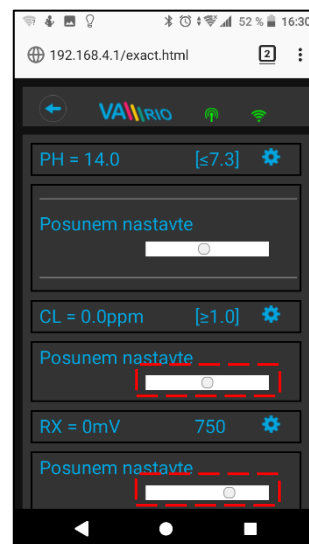 52 % 16:30
192.168.4.1/exact.html 2
VA\\\RIO
PH = 14.0 [≤7.3]
Posunem nastavte
CL = 0.0ppm [≥1.0]
Posunem nastavte
RX = 0mV 750
Posunem nastavte